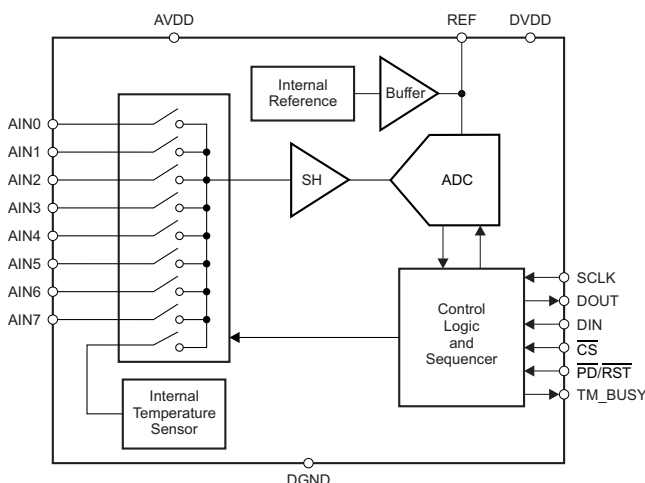 AVDD
REF
DVDD
Internal
Reference
Buffer
AIN0
AIN1
AIN2
AIN3
AIN4
AIN5
AIN6
AIN7
SH
ADC
Control
Logic
and
Sequencer
SCLK
DOUT
DIN
CS
PD/RST
TM_BUSY
Internal
Temperature
Sensor
DGND